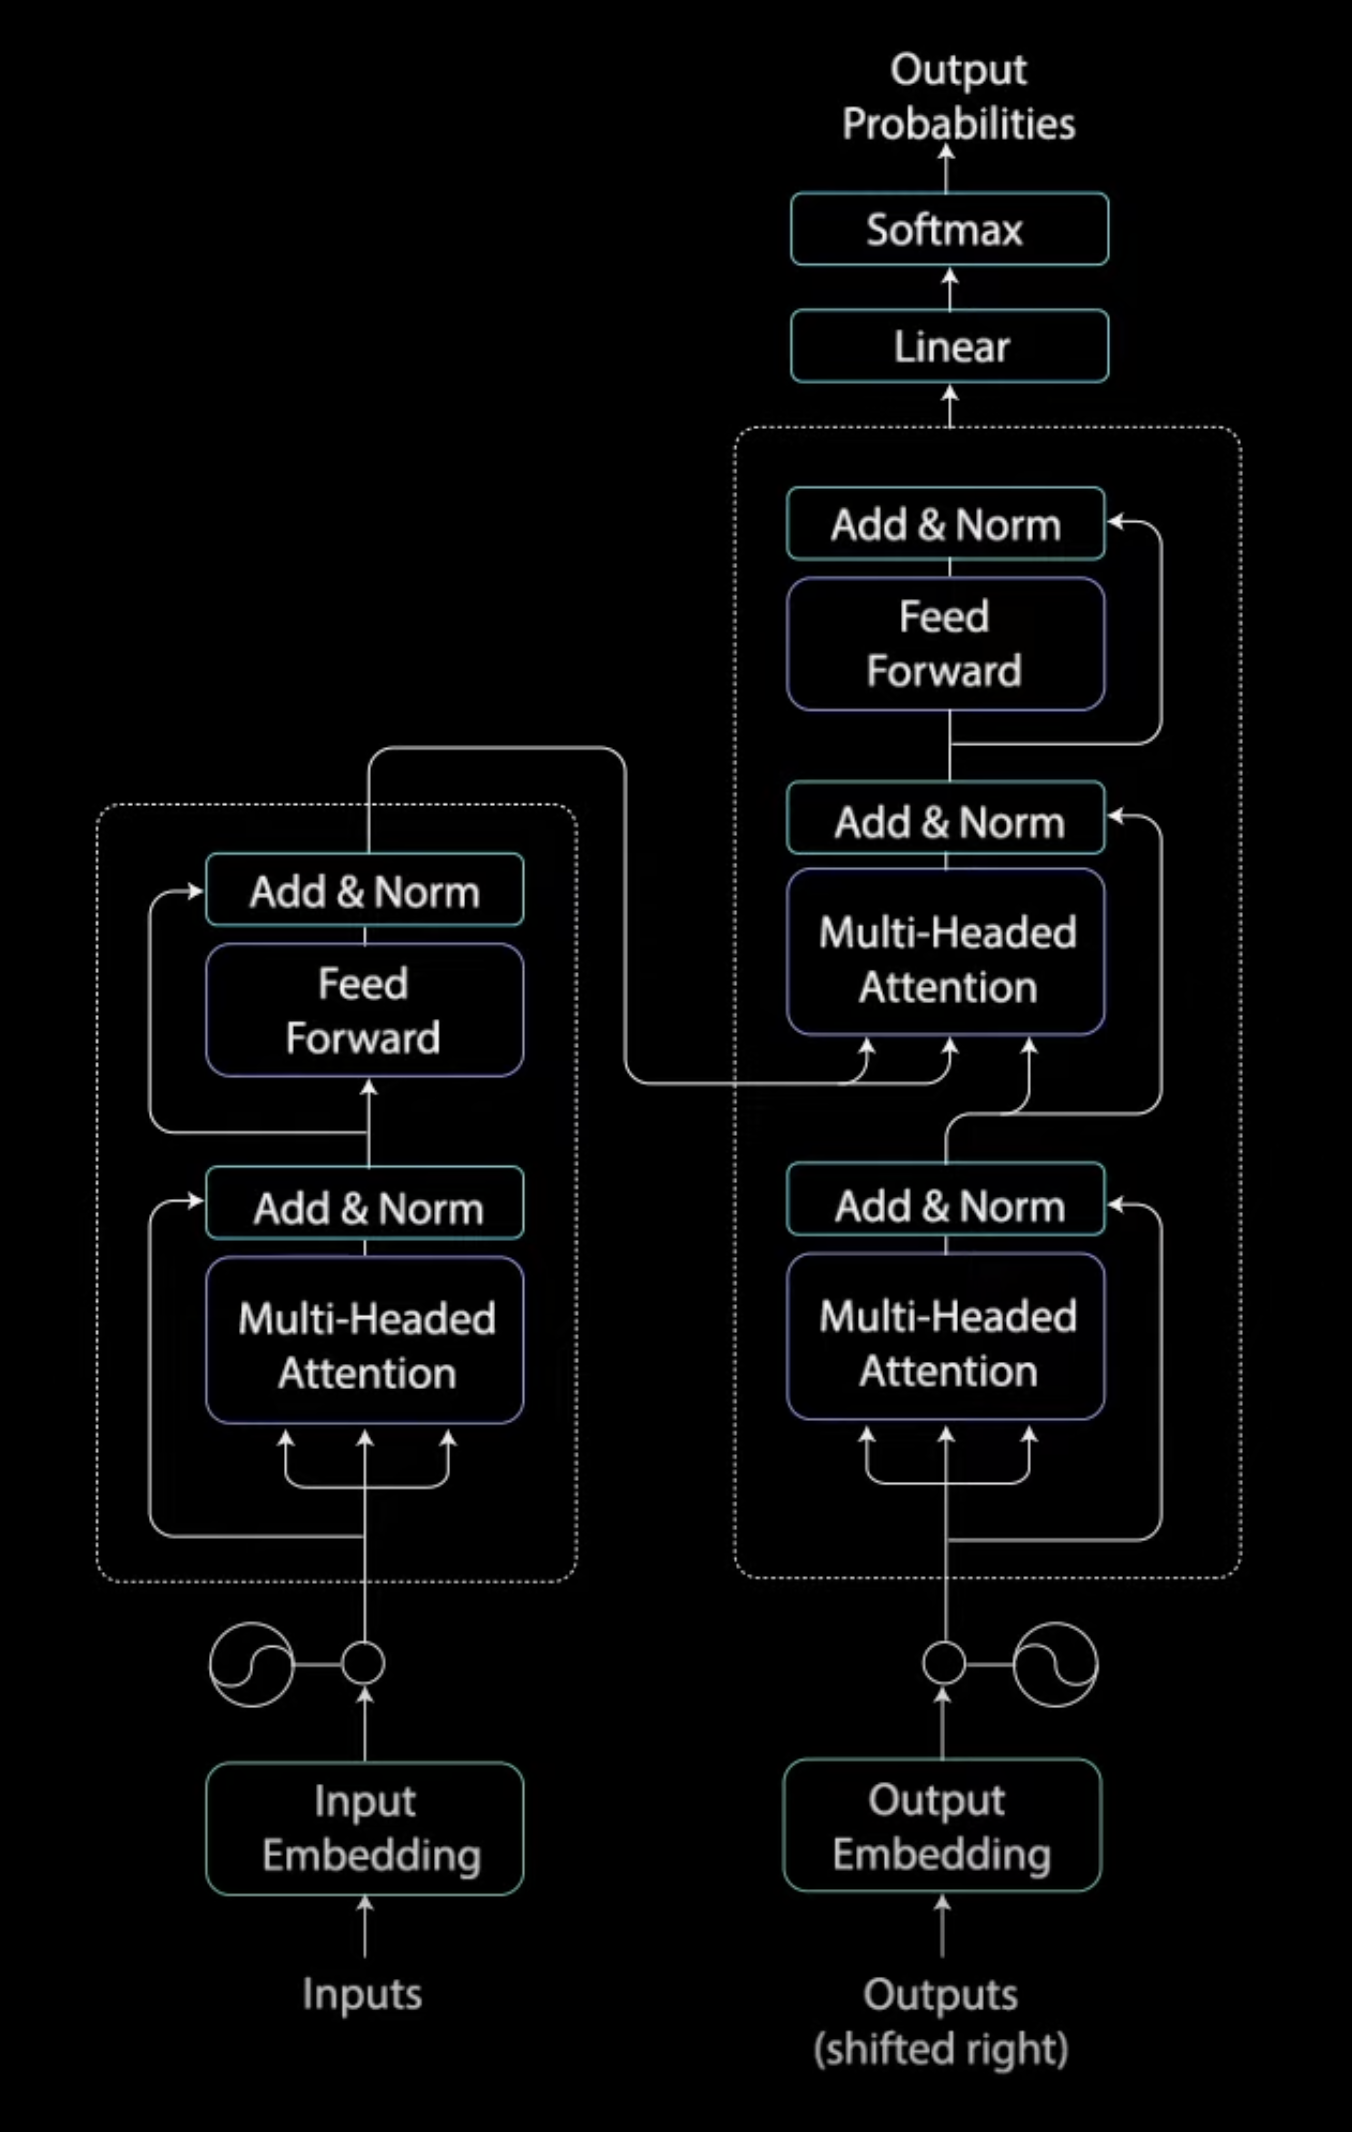 Output
Probabilities
Softmax
Linear
Add & Norm
Feed
Forward
Add & Norm
Multi-Headed
Attention
Add & Norm
Multi-Headed
Attention
Output
Embedding
Outputs
(shifted right)
Add & Norm
Feed
Forward
Add & Norm
Multi-Headed
Attention
Input
Embedding
Inputs